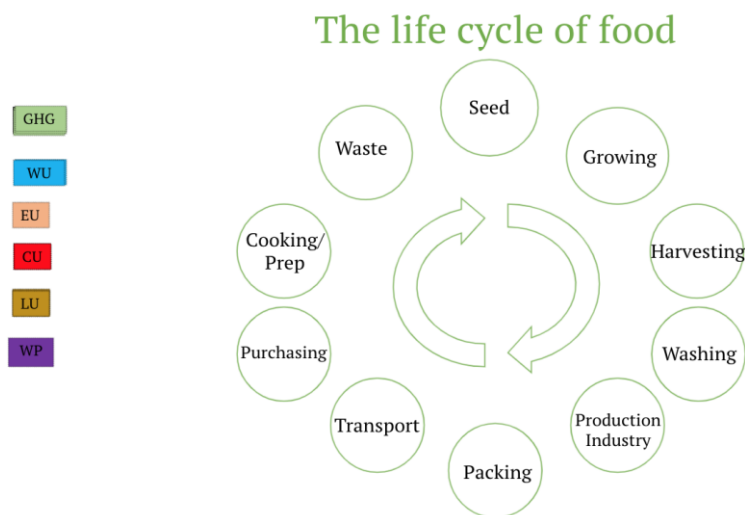 The life cycle of food
GHG
WU
EU
CU
LU
WP
Seed
Growing
Harvesting
Washing
Production
Industry
Packing
Transport
Purchasing
Cooking/
Prep
Waste